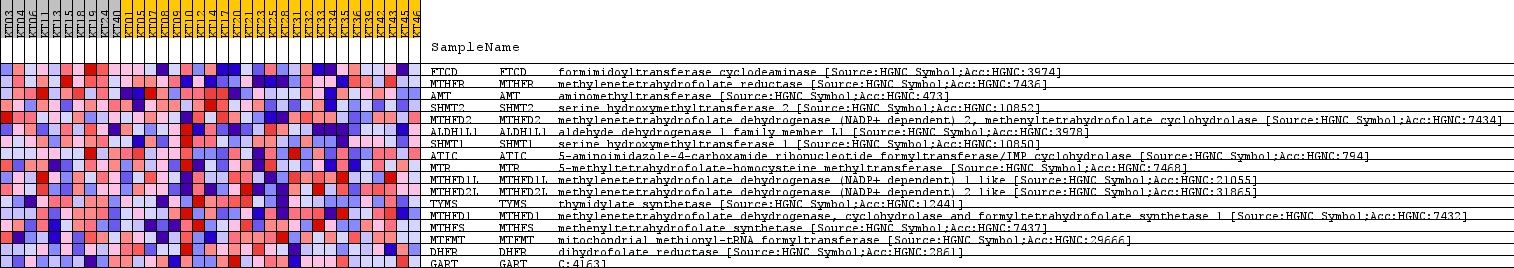 KT03 KT04 KT06 KT11 KT13 KT15 KT18 KT19 KT24 KT40 KT01 KT05 KT07 KT08 KT09 KT10 KT12 KT14 KT17 KT20 KT21 KT23 KT25 KT28 KT31 KT32 KT33 KT34 KT35 KT36 KT39 KT42 KT43 KT45 KT46
SampleName
FTCD FTCD formimidoyltransferase cyclodeaminase [Source:HGNC Symbol;Acc:HGNC:3974]
MTHFR MTHFR methylenetetrahydrofolate reductase [Source:HGNC Symbol;Acc:HGNC:7436]
AMT AMT aminomethyltransferase [Source:HGNC Symbol;Acc:HGNC:473]
SHMT2 SHMT2 serine hydroxymethyltransferase 2 [Source:HGNC Symbol;Acc:HGNC:10852]
MTHFD2 MTHFD2 methylenetetrahydrofolate dehydrogenase (NADP+ dependent) 2, methenyltetrahydrofolate cyclohydrolase [Source:HGNC Symbol;Acc:HGNC:7434]
ALDH1L1 ALDH1L1 aldehyde dehydrogenase 1 family member L1 [Source:HGNC Symbol;Acc:HGNC:3978]
SHMT1 SHMT1 serine hydroxymethyltransferase 1 [Source:HGNC Symbol;Acc:HGNC:10850]
ATIC ATIC 5-aminoimidazole-4-carboxamide ribonucleotide formyltransferase/IMP cyclohydrolase [Source:HGNC Symbol;Acc:HGNC:794]
MTR MTR 5-methyltetrahydrofolate-homocysteine methyltransferase [Source:HGNC Symbol;Acc:HGNC:7468]
MTHFD1L MTHFD1L methylenetetrahydrofolate dehydrogenase (NADP+ dependent) 1 like [Source:HGNC Symbol;Acc:HGNC:21055]
MTHFD2L MTHFD2L methylenetetrahydrofolate dehydrogenase (NADP+ dependent) 2 like [Source:HGNC Symbol;Acc:HGNC:31865]
TYMS TYMS thymidylate synthetase [Source:HGNC Symbol;Acc:HGNC:12441]
MTHFD1 MTHFD1 methylenetetrahydrofolate dehydrogenase, cyclohydrolase and formyltetrahydrofolate synthetase 1 [Source:HGNC Symbol;Acc:HGNC:7432]
MTHFS MTHFS methenyltetrahydrofolate synthetase [Source:HGNC Symbol;Acc:HGNC:7437]
MTFMT MTFMT mitochondrial methionyl-tRNA formyltransferase [Source:HGNC Symbol;Acc:HGNC:29666]
DHFR DHFR dihydrofolate reductase [Source:HGNC Symbol;Acc:HGNC:2861]
GART GART C:4163]